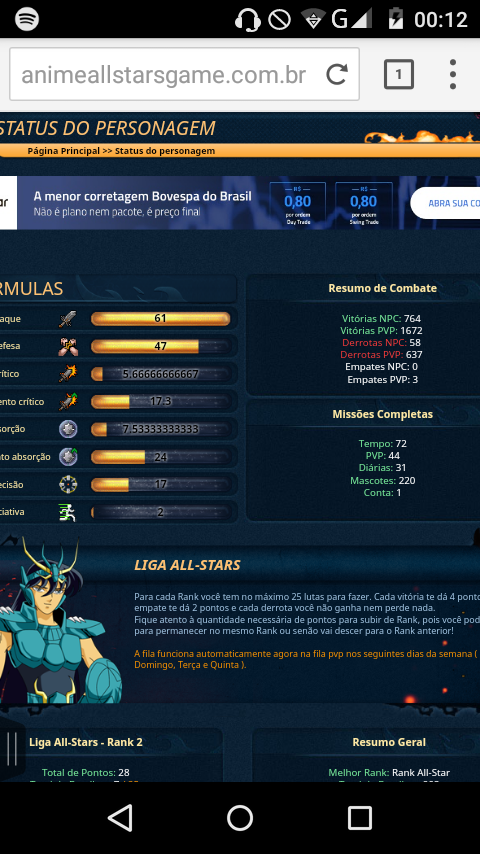 G 00:12
animeallstarsgame.com.br 1
STATUS DO PERSONAGEM
Página Principal >> Status do personagem
A menor corretagem Bovespa do Brasil
Não é plano nem pacote, é preço final
R$ 0,80 por ordem Day Trade
R$ 0,80 por ordem Swing Trade
ABRA SUA CO
RMULAS
aque 61
efesa 47
rítico 5.66666666667
ento crítico 17.3
sorção 7.53333333333
nto absorção 24
ecisão 17
ciativa 2
Resumo de Combate
Vitórias NPC: 764
Vitórias PVP: 1672
Derrotas NPC: 58
Derrotas PVP: 637
Empates NPC: 0
Empates PVP: 3
Missões Completas
Tempo: 72
PVP: 44
Diárias: 31
Mascotes: 220
Conta: 1
LIGA ALL-STARS
Para cada Rank você tem no máximo 25 lutas para fazer. Cada vitória te dá 4 ponto
empate te dá 2 pontos e cada derrota você não ganha nem perde nada.
Fique atento à quantidade necessária de pontos para subir de Rank, pois você pod
para permanecer no mesmo Rank ou senão vai descer para o Rank anterior!
A fila funciona automaticamente agora na fila pvp nos seguintes dias da semana (
Domingo, Terça e Quinta ).
Liga All-Stars - Rank 2
Total de Pontos: 28
Resumo Geral
Melhor Rank: Rank All-Star